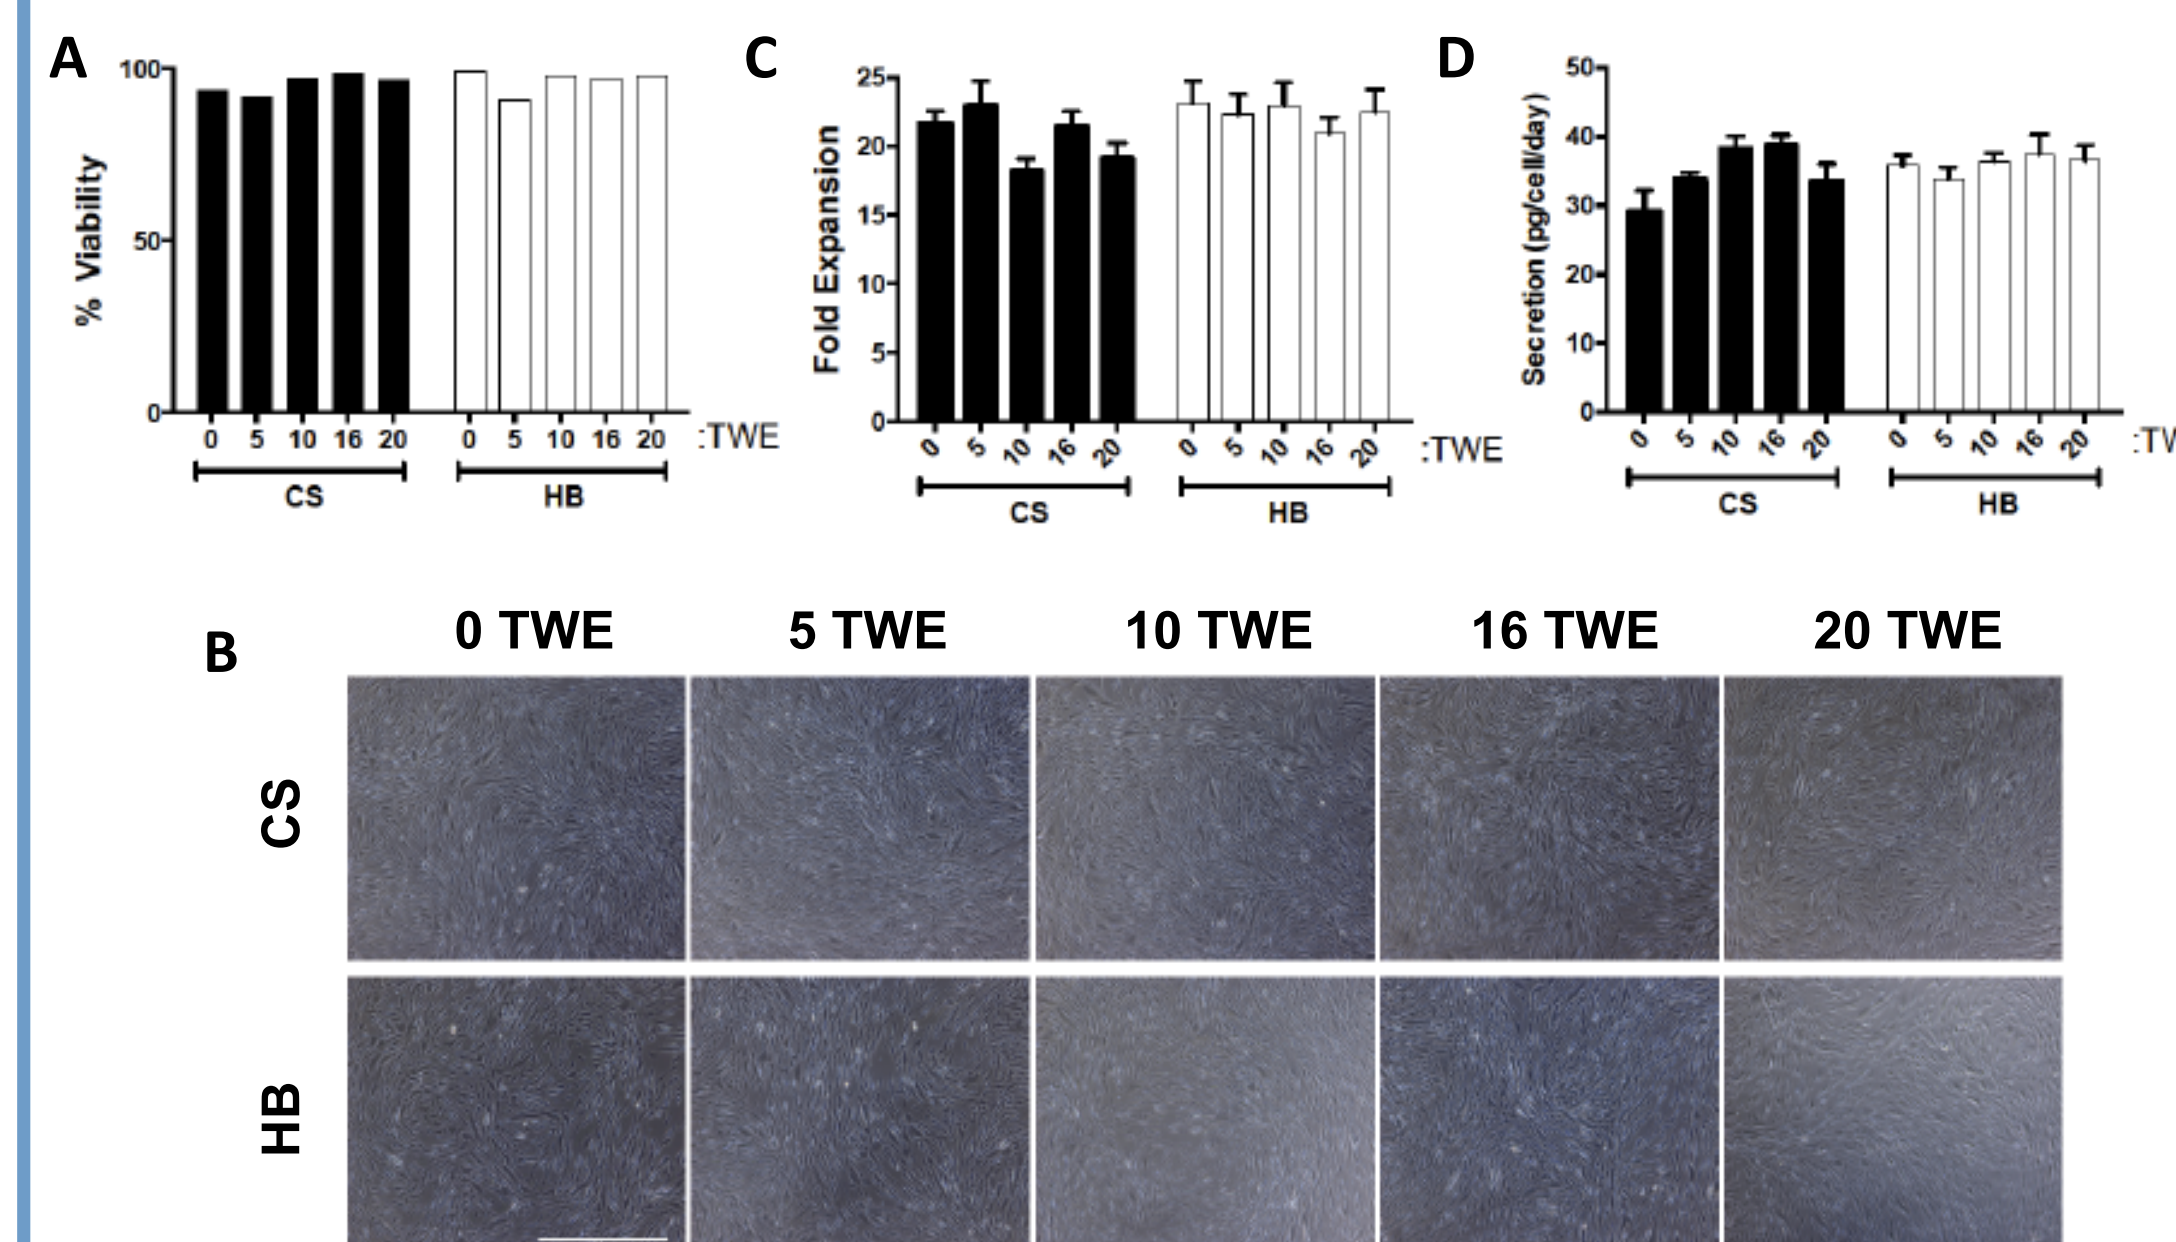 A
% Viability
100
50
0
0 5 10 16 20 0 5 10 16 20 :TWE
CS HB
C
Fold Expansion
25
20
15
10
5
0
0 5 10 16 20 0 5 10 16 20 :TWE
CS HB
D
Secretion (pg/cell/day)
50
40
30
20
10
0
0 5 10 16 20 0 5 10 16 20 :TW
CS HB
B
0 TWE 5 TWE 10 TWE 16 TWE 20 TWE
CS
HB